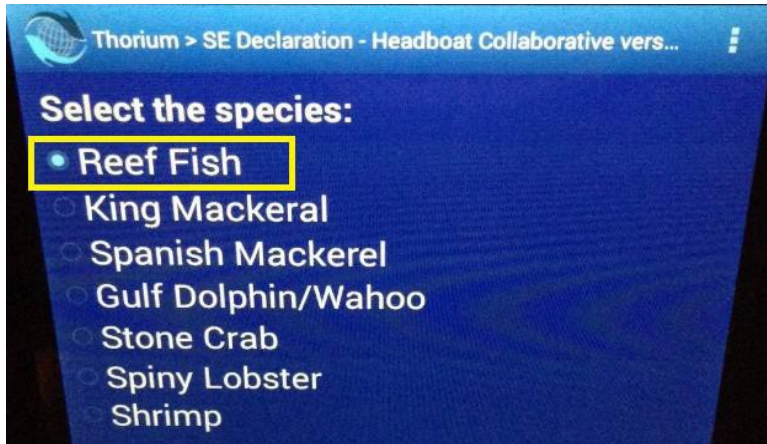 Thorium > SE Declaration - Headboat Collaborative vers...
Select the species:
Reef Fish
King Mackeral
Spanish Mackerel
Gulf Dolphin/Wahoo
Stone Crab
Spiny Lobster
Shrimp